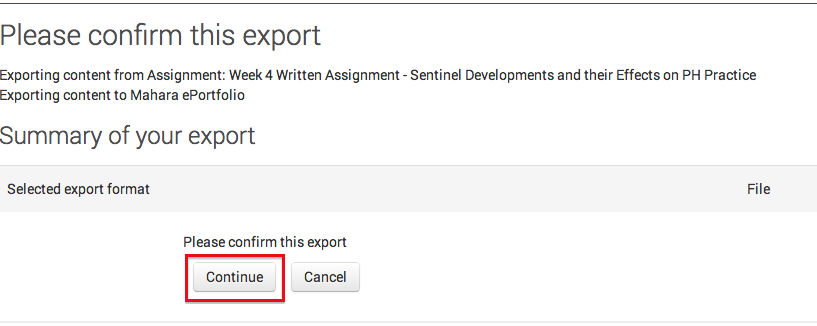 Please confirm this export
Exporting content from Assignment: Week 4 Written Assignment - Sentinel Developments and their Effects on PH Practice
Exporting content to Mahara ePortfolio
Summary of your export
Selected export format File
Please confirm this export
Continue Cancel